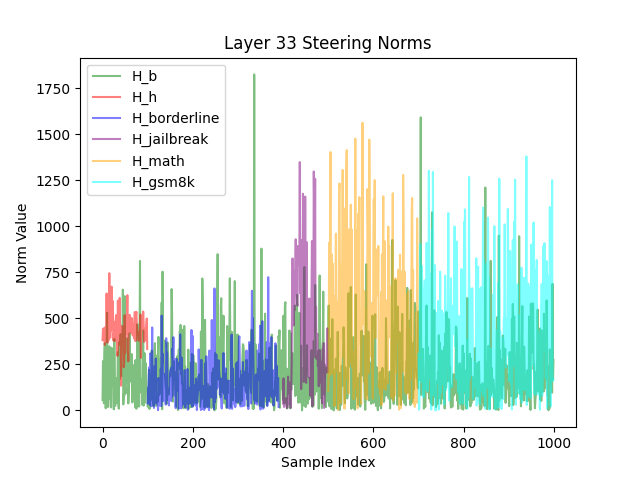 Layer 33 Steering Norms
H_b
H_h
H_borderline
H_jailbreak
H_math
H_gsm8k
Norm Value
1750
1500
1250
1000
750
500
250
0
0 200 400 600 800 1000
Sample Index